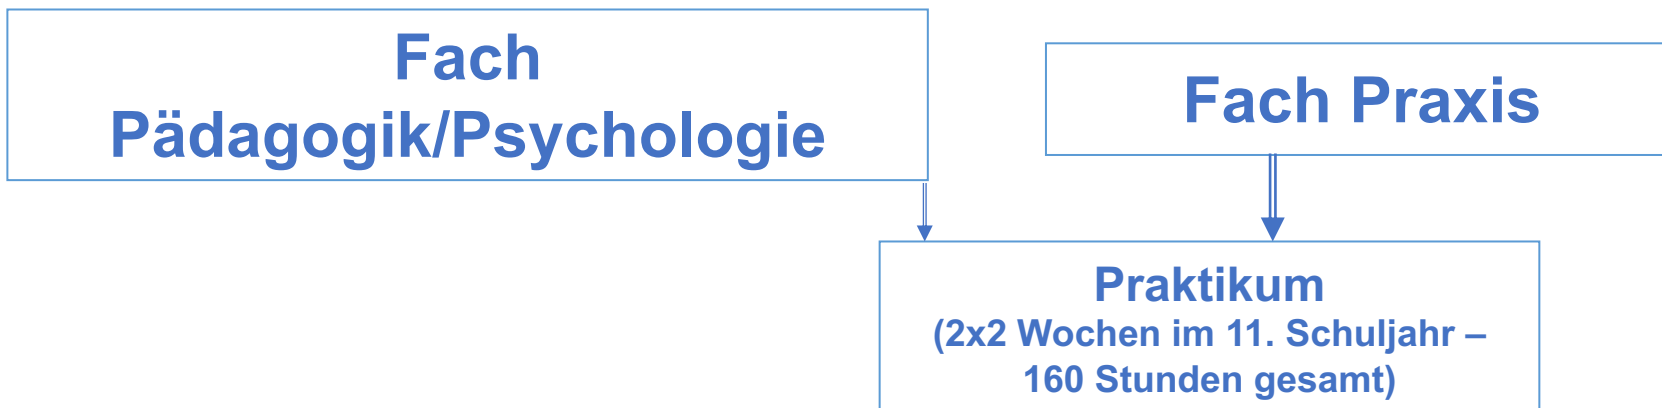 Fach
Pädagogik/Psychologie
Fach Praxis
Praktikum
(2x2 Wochen im 11. Schuljahr –
160 Stunden gesamt)